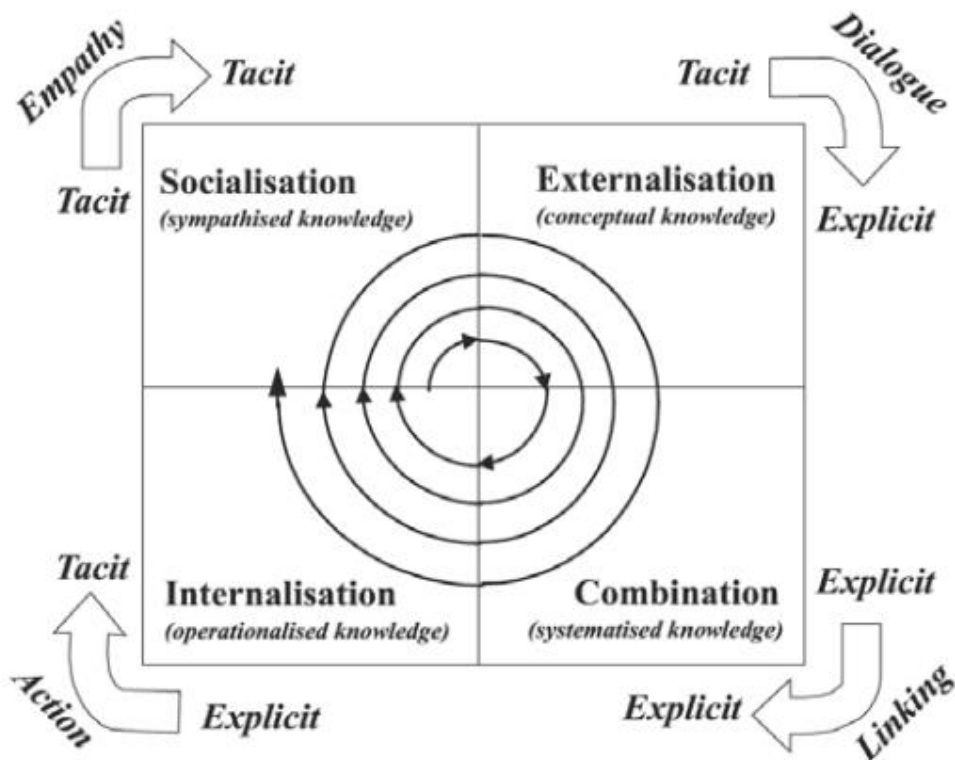 Empathy
Tacit
Tacit
Dialogue
Tacit
Explicit
Socialisation
(sympathised knowledge)
Externalisation
(conceptual knowledge)
Internalisation
(operationalised knowledge)
Combination
(systematised knowledge)
Tacit
Action
Explicit
Explicit
Explicit
Linking